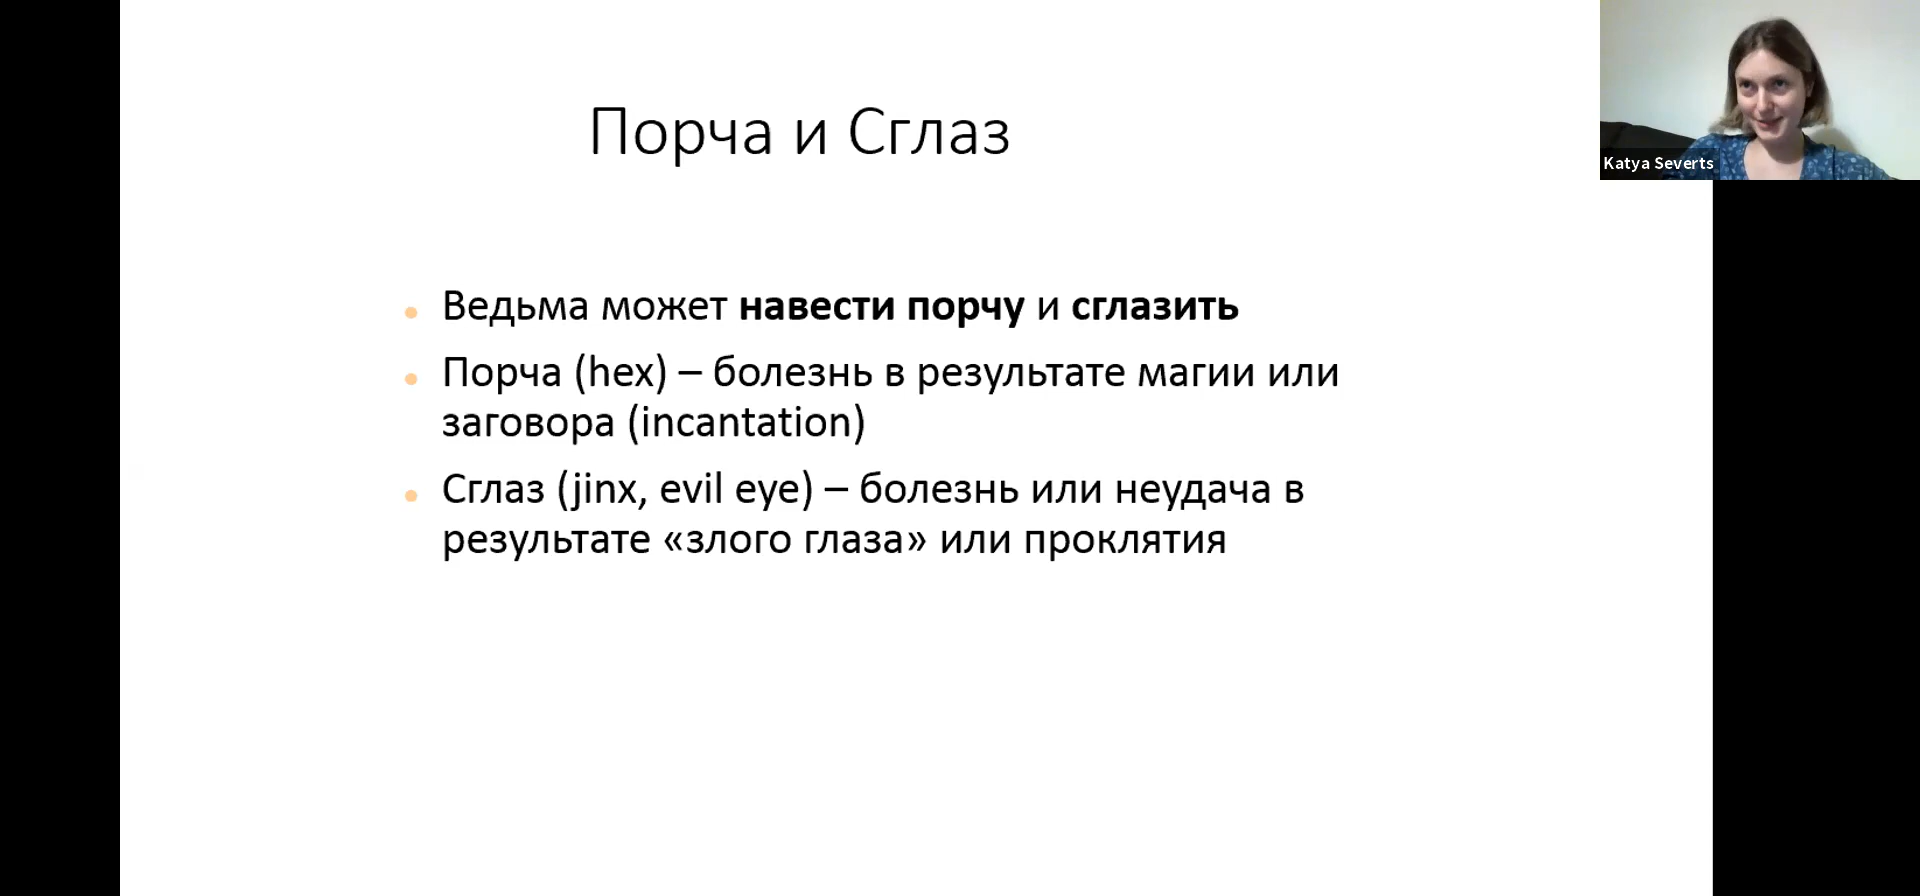 Порча и Сглаз
Katya Severts
Ведьма может навести порчу и сглазить
Порча (hex) – болезнь в результате магии или
заговора (incantation)
Сглаз (jinx, evil eye) – болезнь или неудача в
результате «злого глаза» или проклятия